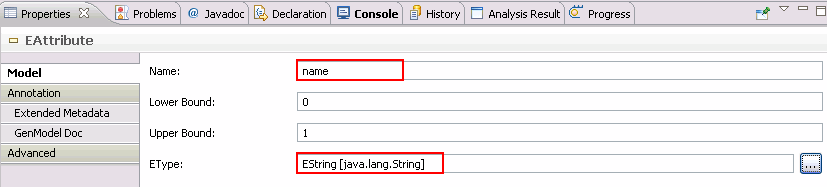 Properties Problems @ Javadoc Declaration Console History Analysis Result Progress
EAttribute
Model
Annotation
Extended Metadata
GenModel Doc
Advanced
Name: name
Lower Bound: 0
Upper Bound: 1
EType: EString [java.lang.String] ...